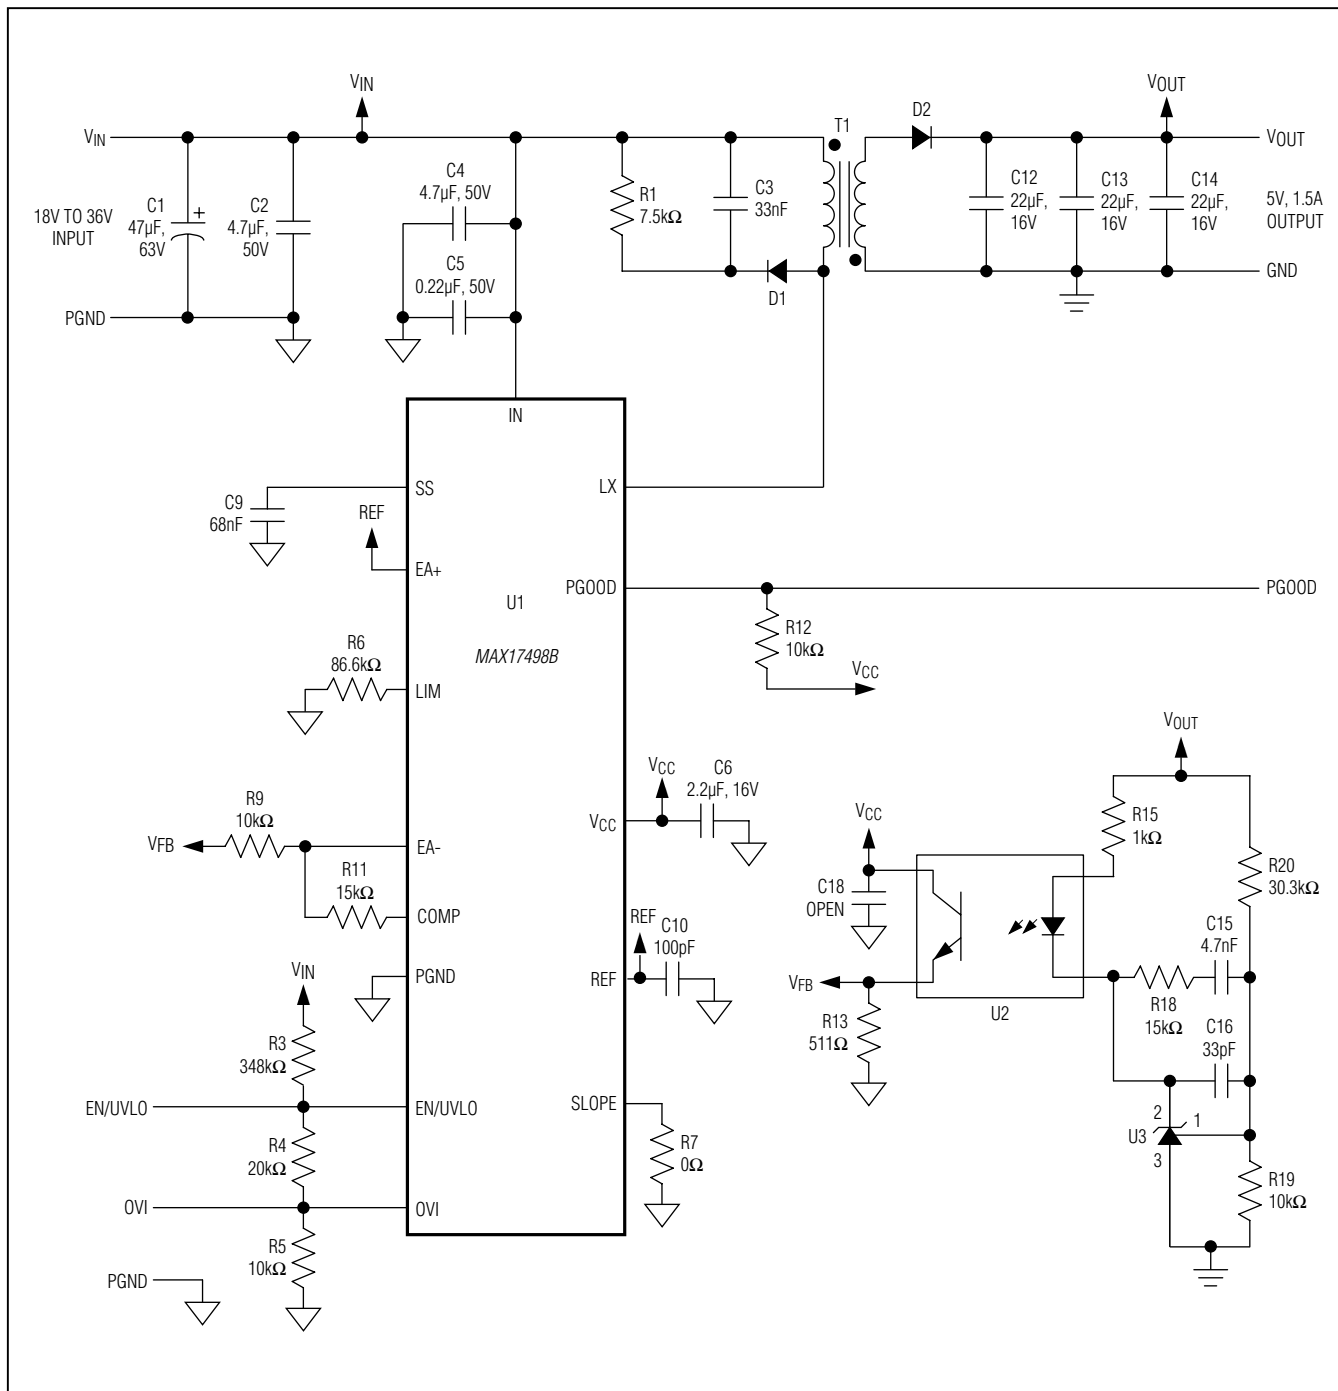 VIN
VOUT
VIN
T1
D2
VOUT
C1
47µF,
63V
+
C2
4.7µF,
50V
18V TO 36V
INPUT
C4
4.7µF, 50V
C5
0.22µF, 50V
R1
7.5kΩ
C3
33nF
D1
C12
22µF,
16V
C13
22µF,
16V
C14
22µF,
16V
5V, 1.5A
OUTPUT
GND
PGND
IN
SS
LX
C9
68nF
REF
EA+
U1
MAX17498B
PGOOD
PGOOD
R12
10kΩ
VCC
R6
86.6kΩ
LIM
VCC
C6
2.2µF, 16V
VCC
R9
10kΩ
VFB
EA-
R11
15kΩ
COMP
PGND
REF
C10
100pF
REF
VOUT
R15
1kΩ
R20
30.3kΩ
VCC
C18
OPEN
VFB
R13
511Ω
U2
C15
4.7nF
R18
15kΩ
C16
33pF
2
1
U3
3
R19
10kΩ
VIN
R3
348kΩ
EN/UVLO
EN/UVLO
SLOPE
R7
0Ω
R4
20kΩ
OVI
OVI
R5
10kΩ
PGND